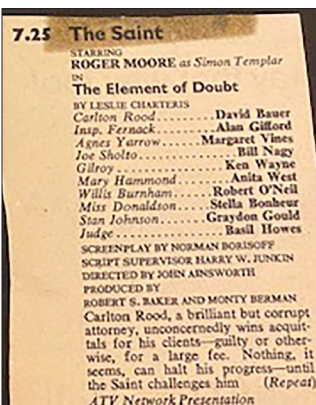 7.25 The Saint
STARRING
ROGER MOORE as Simon Templar
IN
The Element of Doubt
BY LESLIE CHARTERIS
Carlton Rood.........David Bauer
Insp. Fernack.........Alan Gifford
Agnes Yarrow.......Margaret Vines
Joe Sholto................Bill Nagy
Gilroy..................Ken Wayne
Mary Hammond.......Anita West
Willis Burnham......Robert O'Neil
Miss Donaldson.....Stella Bonheur
Stan Johnson......Graydon Gould
Judge..................Basil Howes
SCREENPLAY BY NORMAN BORISOFF
SCRIPT SUPERVISOR HARRY W. JUNKIN
DIRECTED BY JOHN AINSWORTH
PRODUCED BY
ROBERT S. BAKER AND MONTY BERMAN
Carlton Rood, a brilliant but corrupt
attorney, unconcernedly wins acquit-
tals for his clients—guilty or other-
wise, for a large fee. Nothing, it
seems, can halt his progress—until
the Saint challenges him (Repeat)
ATV Network Presentation